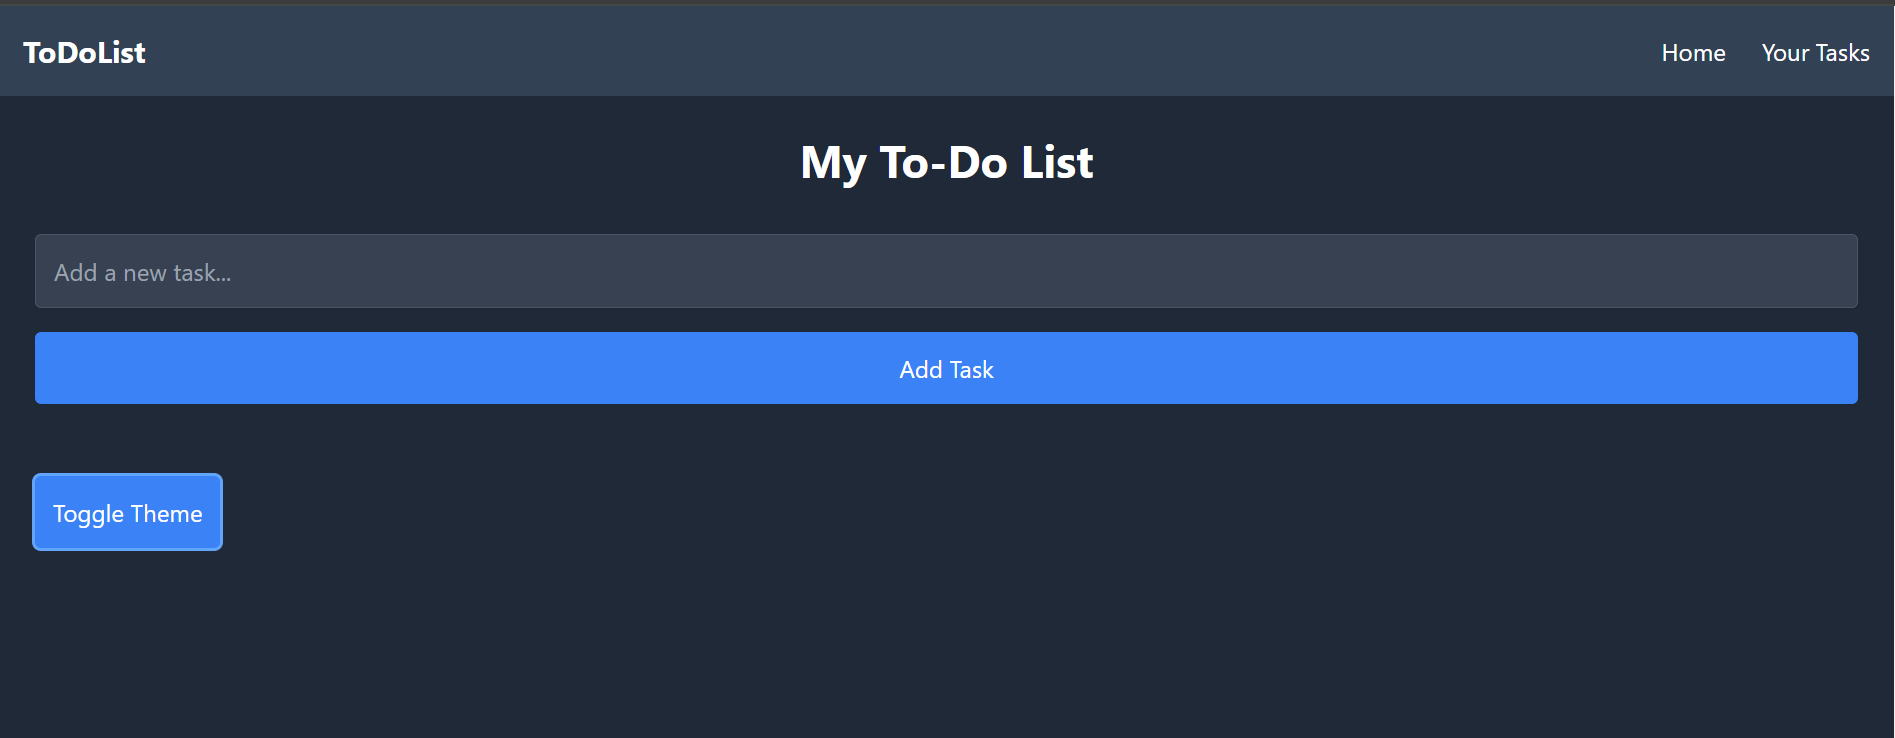 ToDoList
Home
Your Tasks
My To-Do List
Add a new task...
Add Task
Toggle Theme